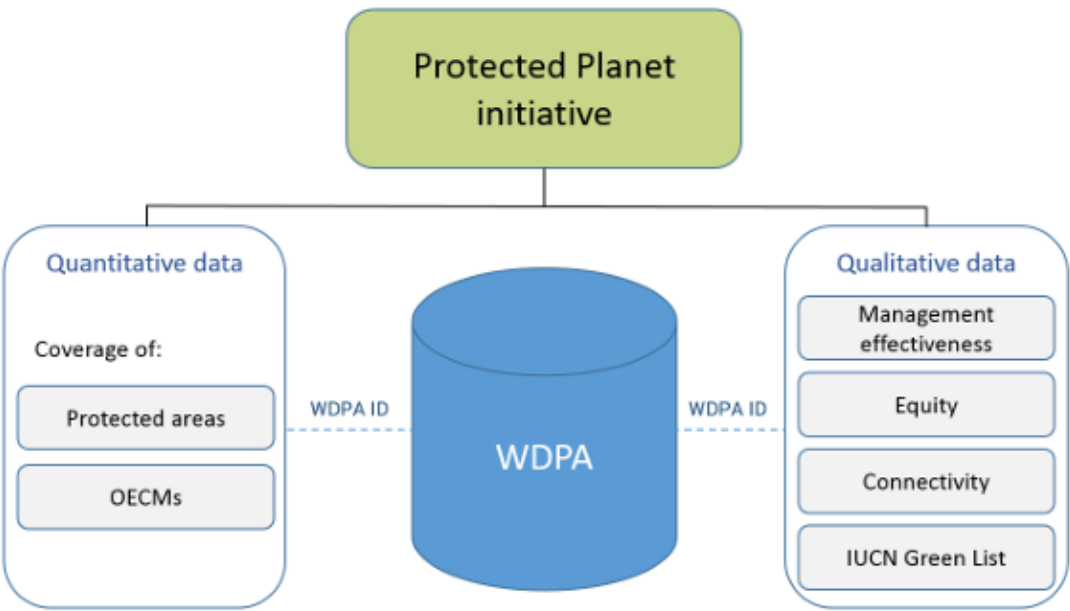 Protected Planet
initiative
Quantitative data
Coverage of:
Protected areas
OECMs
WDPA ID
WDPA
WDPA ID
Qualitative data
Management
effectiveness
Equity
Connectivity
IUCN Green List